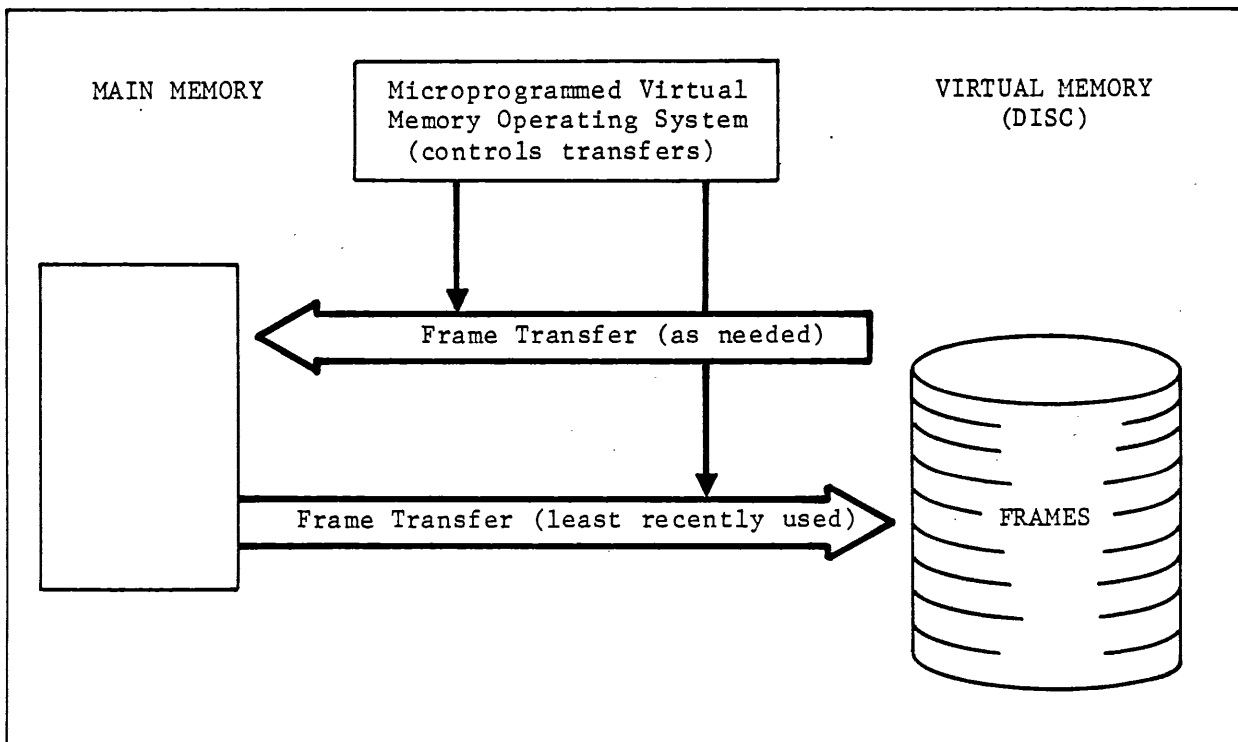 MAIN MEMORY
Microprogrammed Virtual
Memory Operating System
(controls transfers)
VIRTUAL MEMORY
(DISC)
Frame Transfer (as needed)
Frame Transfer (least recently used)
FRAMES